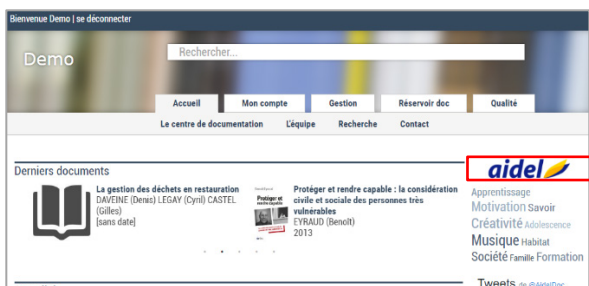 Bienvenue Demo | se déconnecter
Demo
Rechercher...
Accueil Mon compte Gestion Réservoir doc Qualité
Le centre de documentation L'équipe Recherche Contact
Derniers documents
La gestion des déchets en restauration
DAVEINE (Denis) LEGAY (Cyril) CASTEL
(Gilles)
[sans date]
Protéger et
rendre capable
Protéger et rendre capable : la considération
civile et sociale des personnes très
vulnérables
EYRAUD (Benoît)
2013
aidel
Apprentissage
Motivation Savoir
Créativité Adolescence
Musique Habitat
Société Famille Formation
Tweets de @AidelDoc